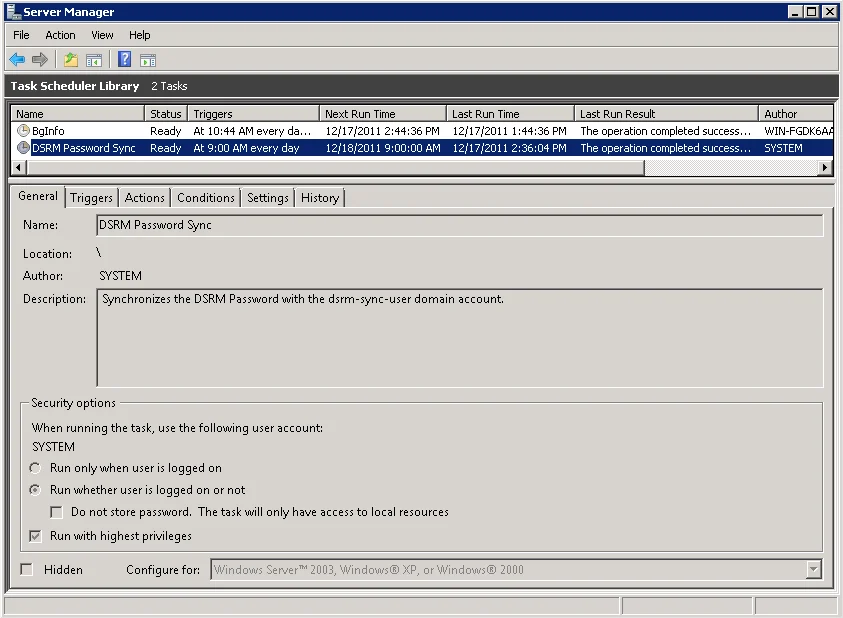 Server Manager
File Action View Help
Task Scheduler Library 2 Tasks
Name Status Triggers Next Run Time Last Run Time Last Run Result Author
BgInfo Ready At 10:44 AM every da... 12/17/2011 2:44:36 PM 12/17/2011 1:44:36 PM The operation completed success... WIN-FGDK6AA
DSRM Password Sync Ready At 9:00 AM every day 12/18/2011 9:00:00 AM 12/17/2011 2:36:04 PM The operation completed success... SYSTEM
General Triggers Actions Conditions Settings History
Name: DSRM Password Sync
Location: \
Author: SYSTEM
Description: Synchronizes the DSRM Password with the dsrm-sync-user domain account.
Security options
When running the task, use the following user account:
SYSTEM
Run only when user is logged on
Run whether user is logged on or not
Do not store password. The task will only have access to local resources
Run with highest privileges
Hidden Configure for: Windows Server™ 2003, Windows® XP, or Windows® 2000